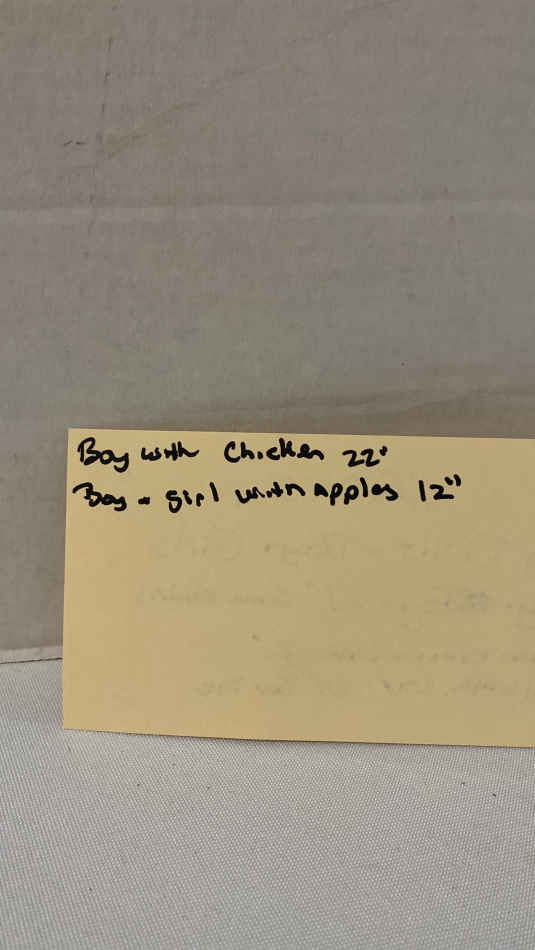 Boy with Chicken 22"
Boy - girl with apples 12"